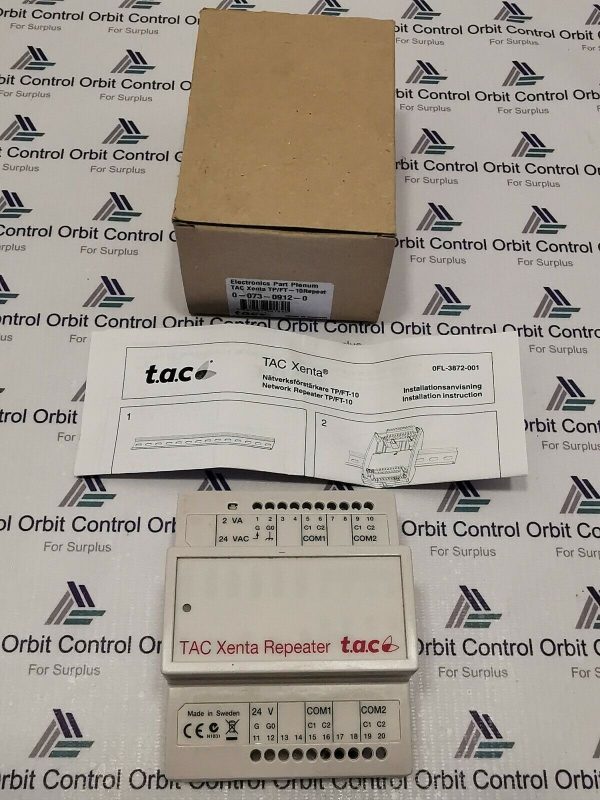 Electronics Part Plenum
TAC Xenta TP/FT-10Repeat
0-073-0912-0
t.a.c
TAC Xenta®
0FL-3872-001
Nätverksförstärkare TP/FT-10
Network Repeater TP/FT-10
Installationsanvisning
Installation instruction
1
2
2 VA
1 2 3 4 5 6 7 8 9 10
G G0 C1 C2 C1 C2
24 VAC COM1 COM2
TAC Xenta Repeater t.a.c
Made in Sweden
24 V COM1 COM2
G G0 C1 C2 C1 C2
CE N1831
11 12 13 14 15 16 17 18 19 20
Orbit Control
For Surplus